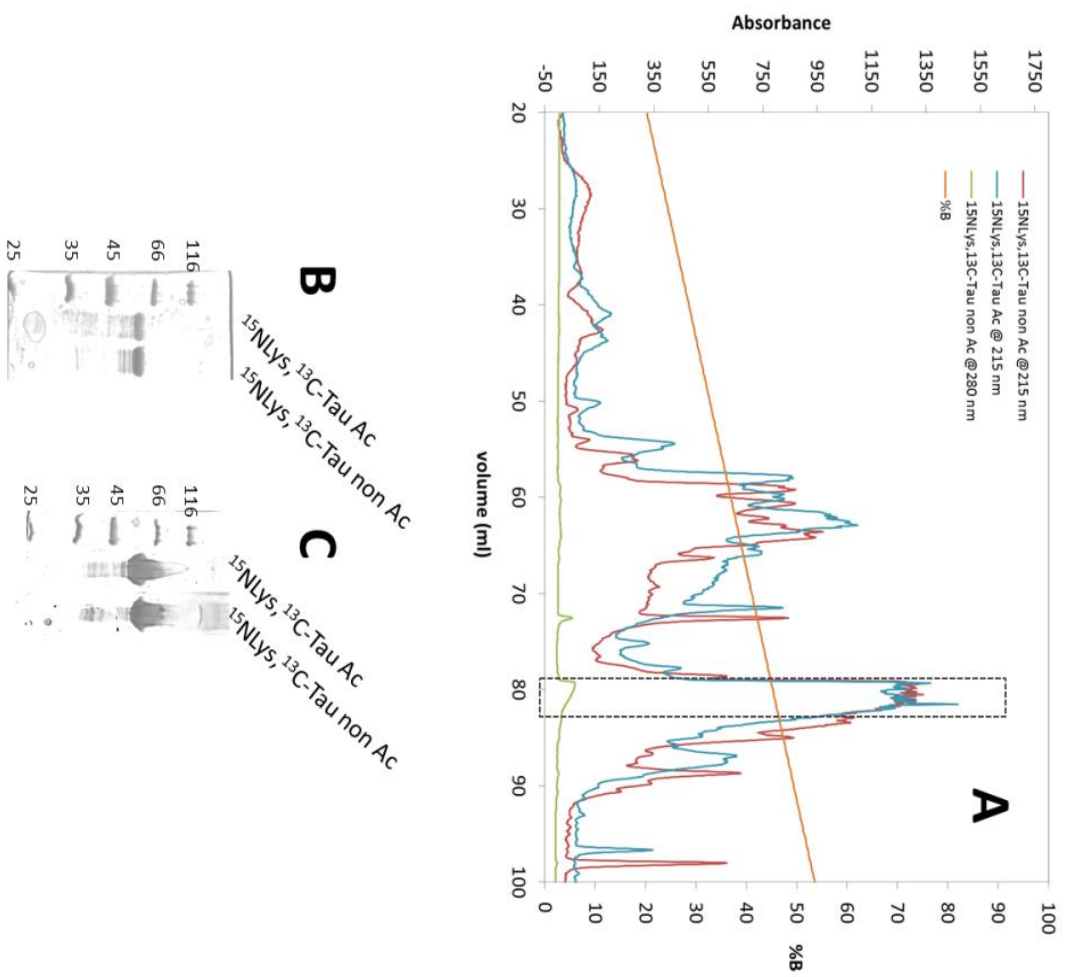 A
15NLys,13C-Tau non Ac @215 nm
15NLys,13C-Tau Ac @ 215 nm
15NLys,13C-Tau non Ac @280 nm
%B
Absorbance
1750
1550
1350
1150
950
750
550
350
150
-50
20 30 40 50 60 70 80 90 100
volume (ml)
100
90
80
70
60
50
40
30
20
10
0
%B
B
¹⁵NLys, ¹³C-Tau Ac
¹⁵NLys, ¹³C-Tau non Ac
116
66
45
35
25
C
¹⁵NLys, ¹³C-Tau Ac
¹⁵NLys, ¹³C-Tau non Ac
116
66
45
35
25